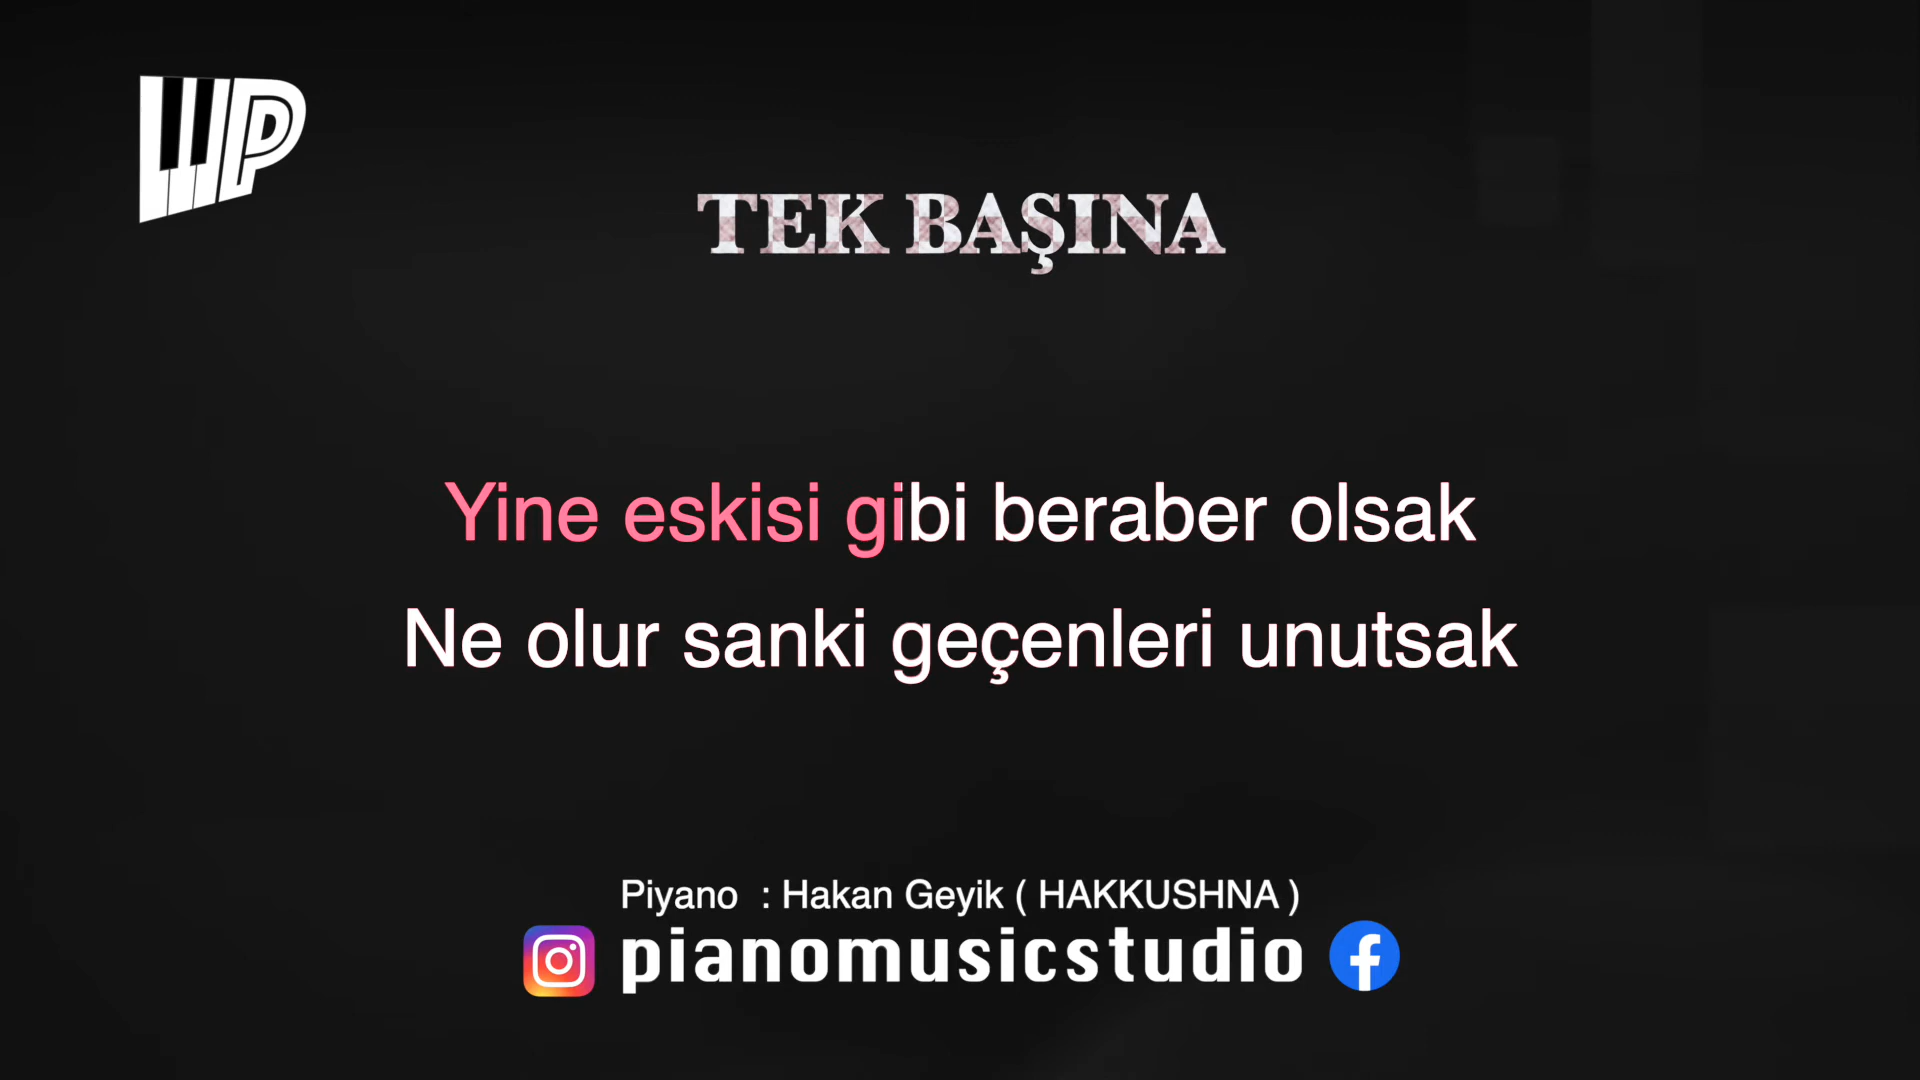 TEK BAŞINA
Yine eskisi gibi beraber olsak
Ne olur sanki geçenleri unutsak
Piyano : Hakan Geyik ( HAKKUSHNA )
pianomusicstudio